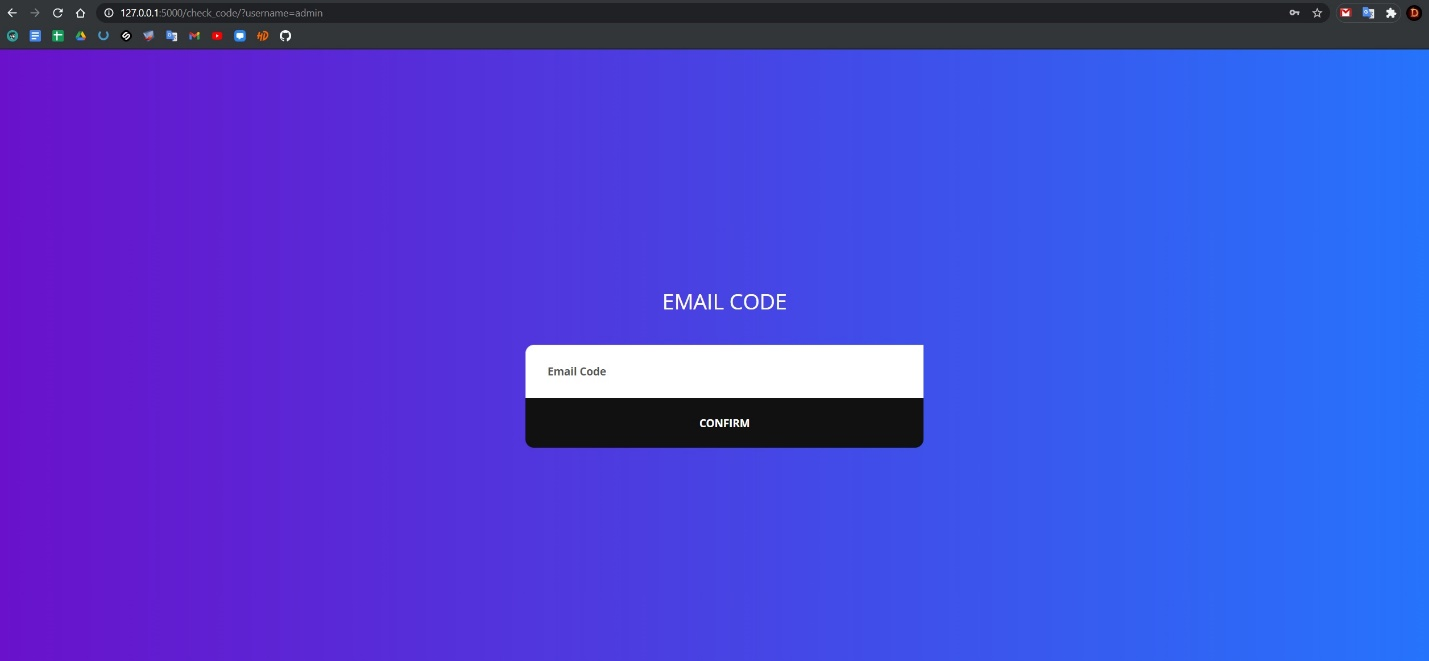 127.0.0.1:5000/check_code/?username=admin
D
EMAIL CODE
Email Code
CONFIRM